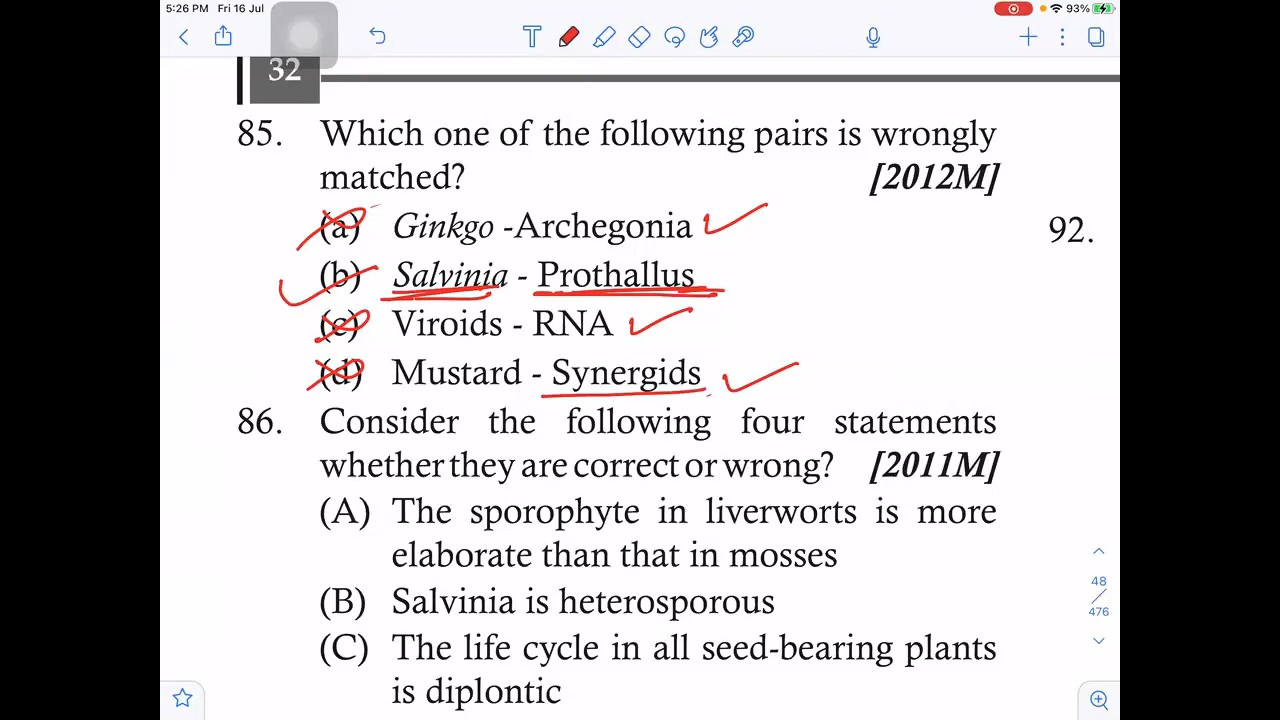 5:26 PM Fri 16 Jul
93%
32
85. Which one of the following pairs is wrongly
matched? [2012M]
(a) Ginkgo -Archegonia
92.
(b) Salvinia - Prothallus
(c) Viroids - RNA
(d) Mustard - Synergids
86. Consider the following four statements
whether they are correct or wrong? [2011M]
(A) The sporophyte in liverworts is more
elaborate than that in mosses
48
476
(B) Salvinia is heterosporous
(C) The life cycle in all seed-bearing plants
is diplontic